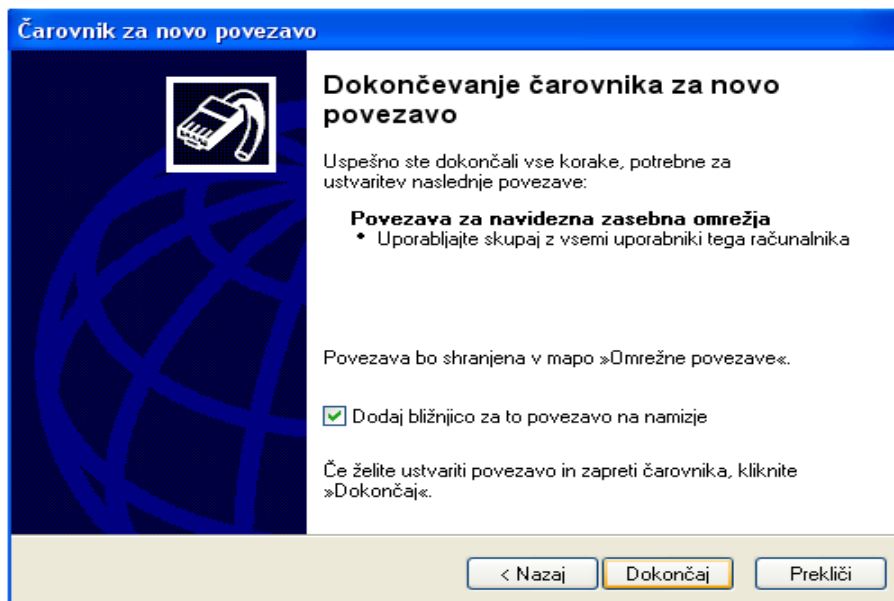 Čarovnik za novo povezavo
Dokončevanje čarovnika za novo
povezavo
Uspešno ste dokončali vse korake, potrebne za
ustvaritev naslednje povezave:
Povezava za navidezna zasebna omrežja
• Uporabljajte skupaj z vsemi uporabniki tega računalnika
Povezava bo shranjena v mapo »Omrežne povezave«.
Dodaj bližnjico za to povezavo na namizje
Če želite ustvariti povezavo in zapreti čarovnika, kliknite
»Dokončaj«.
< Nazaj Dokončaj Prekliči